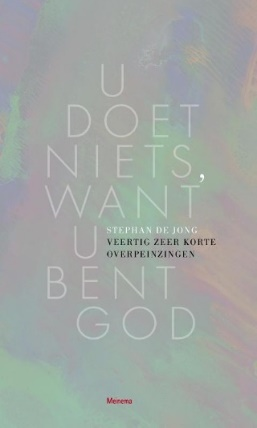 U
DOET
NIETS,
WANT
STEPHAN DE JONG
U
VEERTIG ZEER KORTE
OVERPEINZINGEN
BENT
GOD
Meinema